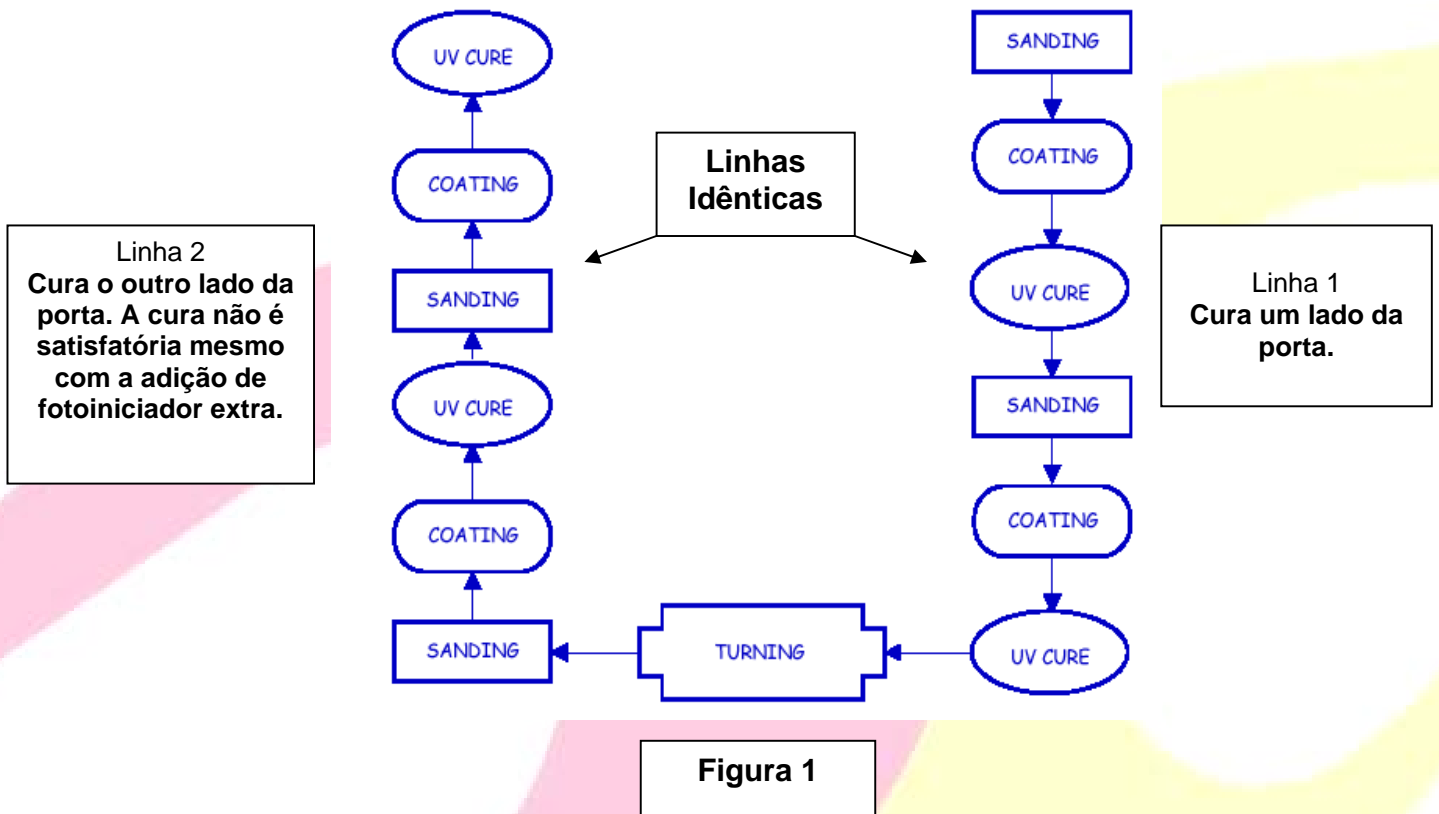 UV CURE
SANDING
COATING
COATING
Linhas
Idênticas
Linha 2
Cura o outro lado da
porta. A cura não é
satisfatória mesmo
com a adição de
fotoiniciador extra.
SANDING
UV CURE
Linha 1
Cura um lado da
porta.
UV CURE
SANDING
COATING
COATING
SANDING
TURNING
UV CURE
Figura 1